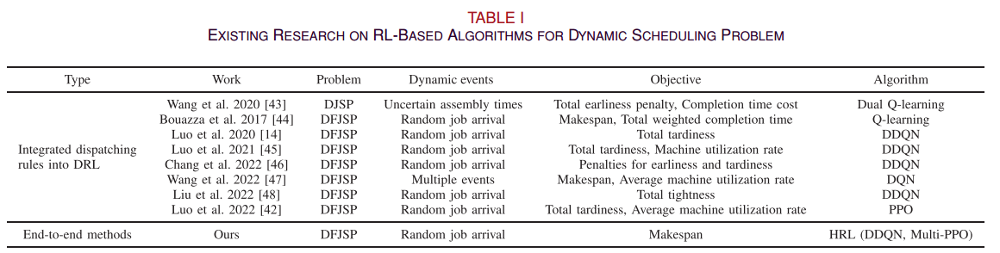 TABLE I
EXISTING RESEARCH ON RL-BASED ALGORITHMS FOR DYNAMIC SCHEDULING PROBLEM
Type Work Problem Dynamic events Objective Algorithm
Wang et al. 2020 [43] DJSP Uncertain assembly times Total earliness penalty, Completion time cost Dual Q-learning
Bouazza et al. 2017 [44] DFJSP Random job arrival Makespan, Total weighted completion time Q-learning
Luo et al. 2020 [14] DFJSP Random job arrival Total tardiness DDQN
Integrated dispatching Luo et al. 2021 [45] DFJSP Random job arrival Total tardiness, Machine utilization rate DDQN
rules into DRL Chang et al. 2022 [46] DFJSP Random job arrival Penalties for earliness and tardiness DDQN
Wang et al. 2022 [47] DFJSP Multiple events Makespan, Average machine utilization rate DQN
Liu et al. 2022 [48] DFJSP Random job arrival Total tightness DDQN
Luo et al. 2022 [42] DFJSP Random job arrival Total tardiness, Average machine utilization rate PPO
End-to-end methods Ours DFJSP Random job arrival Makespan HRL (DDQN, Multi-PPO)